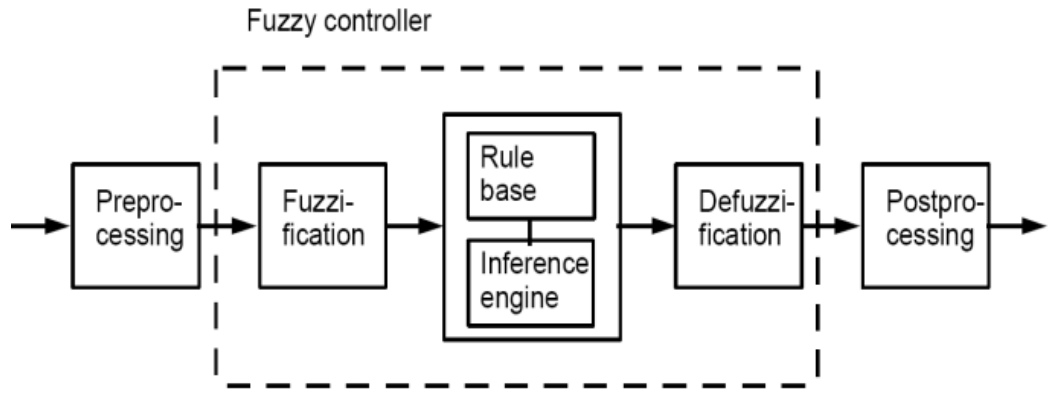 Fuzzy controller
Prepro-
cessing
Fuzzi-
fication
Rule
base
Inference
engine
Defuzzi-
fication
Postpro-
cessing